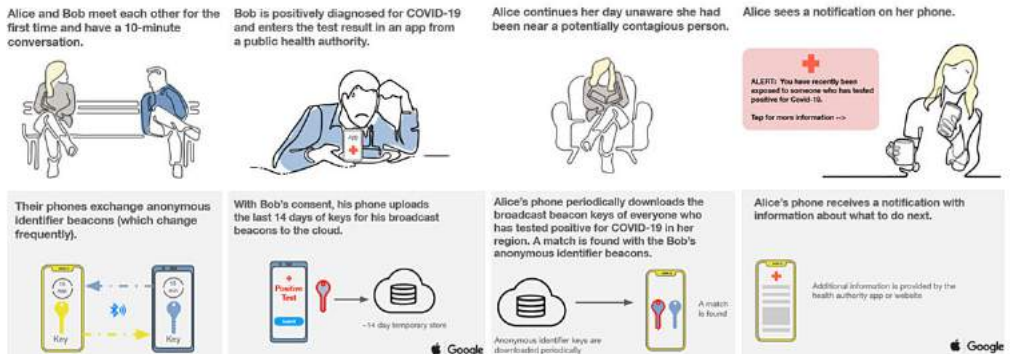 Alice and Bob meet each other for the
first time and have a 10-minute
conversation.
Bob is positively diagnosed for COVID-19
and enters the test result in an app from
a public health authority.
Alice continues her day unaware she had
been near a potentially contagious person.
Alice sees a notification on her phone.
App
ALERT: You have recently been
exposed to someone who has tested
positive for Covid-19.
Tap for more information -->
Their phones exchange anonymous
identifier beacons (which change
frequently).
Key
Key
With Bob's consent, his phone uploads
the last 14 days of keys for his broadcast
beacons to the cloud.
Positive
Test
~14 day temporary store
Apple Google
Alice's phone periodically downloads the
broadcast beacon keys of everyone who
has tested positive for COVID-19 in her
region. A match is found with the Bob's
anonymous identifier beacons.
A match
is found
Anonymous identifier keys are
downloaded periodically
Alice's phone receives a notification with
information about what to do next.
Additional information is provided by the
health authority app or website
Google